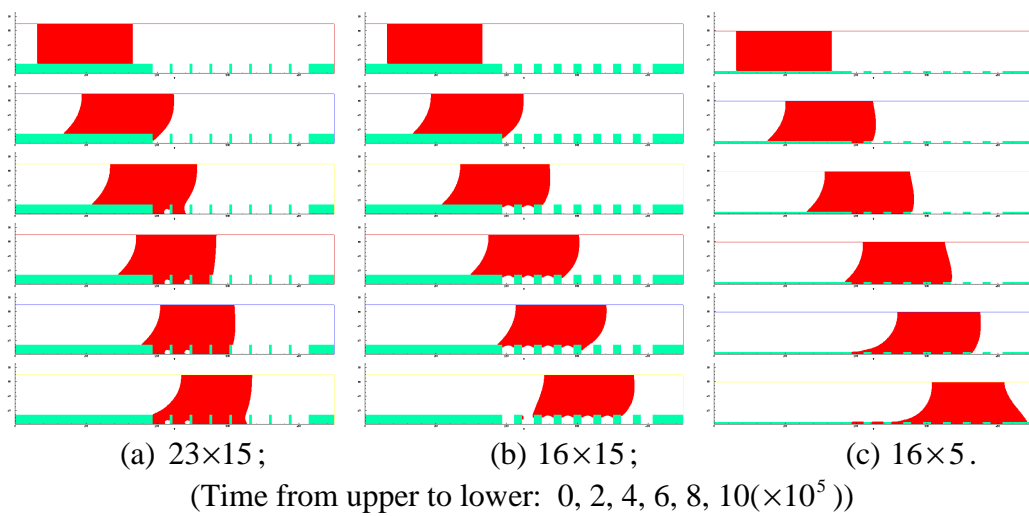 (a) 23×15; (b) 16×15; (c) 16×5.
(Time from upper to lower: 0, 2, 4, 6, 8, 10(×10⁵))